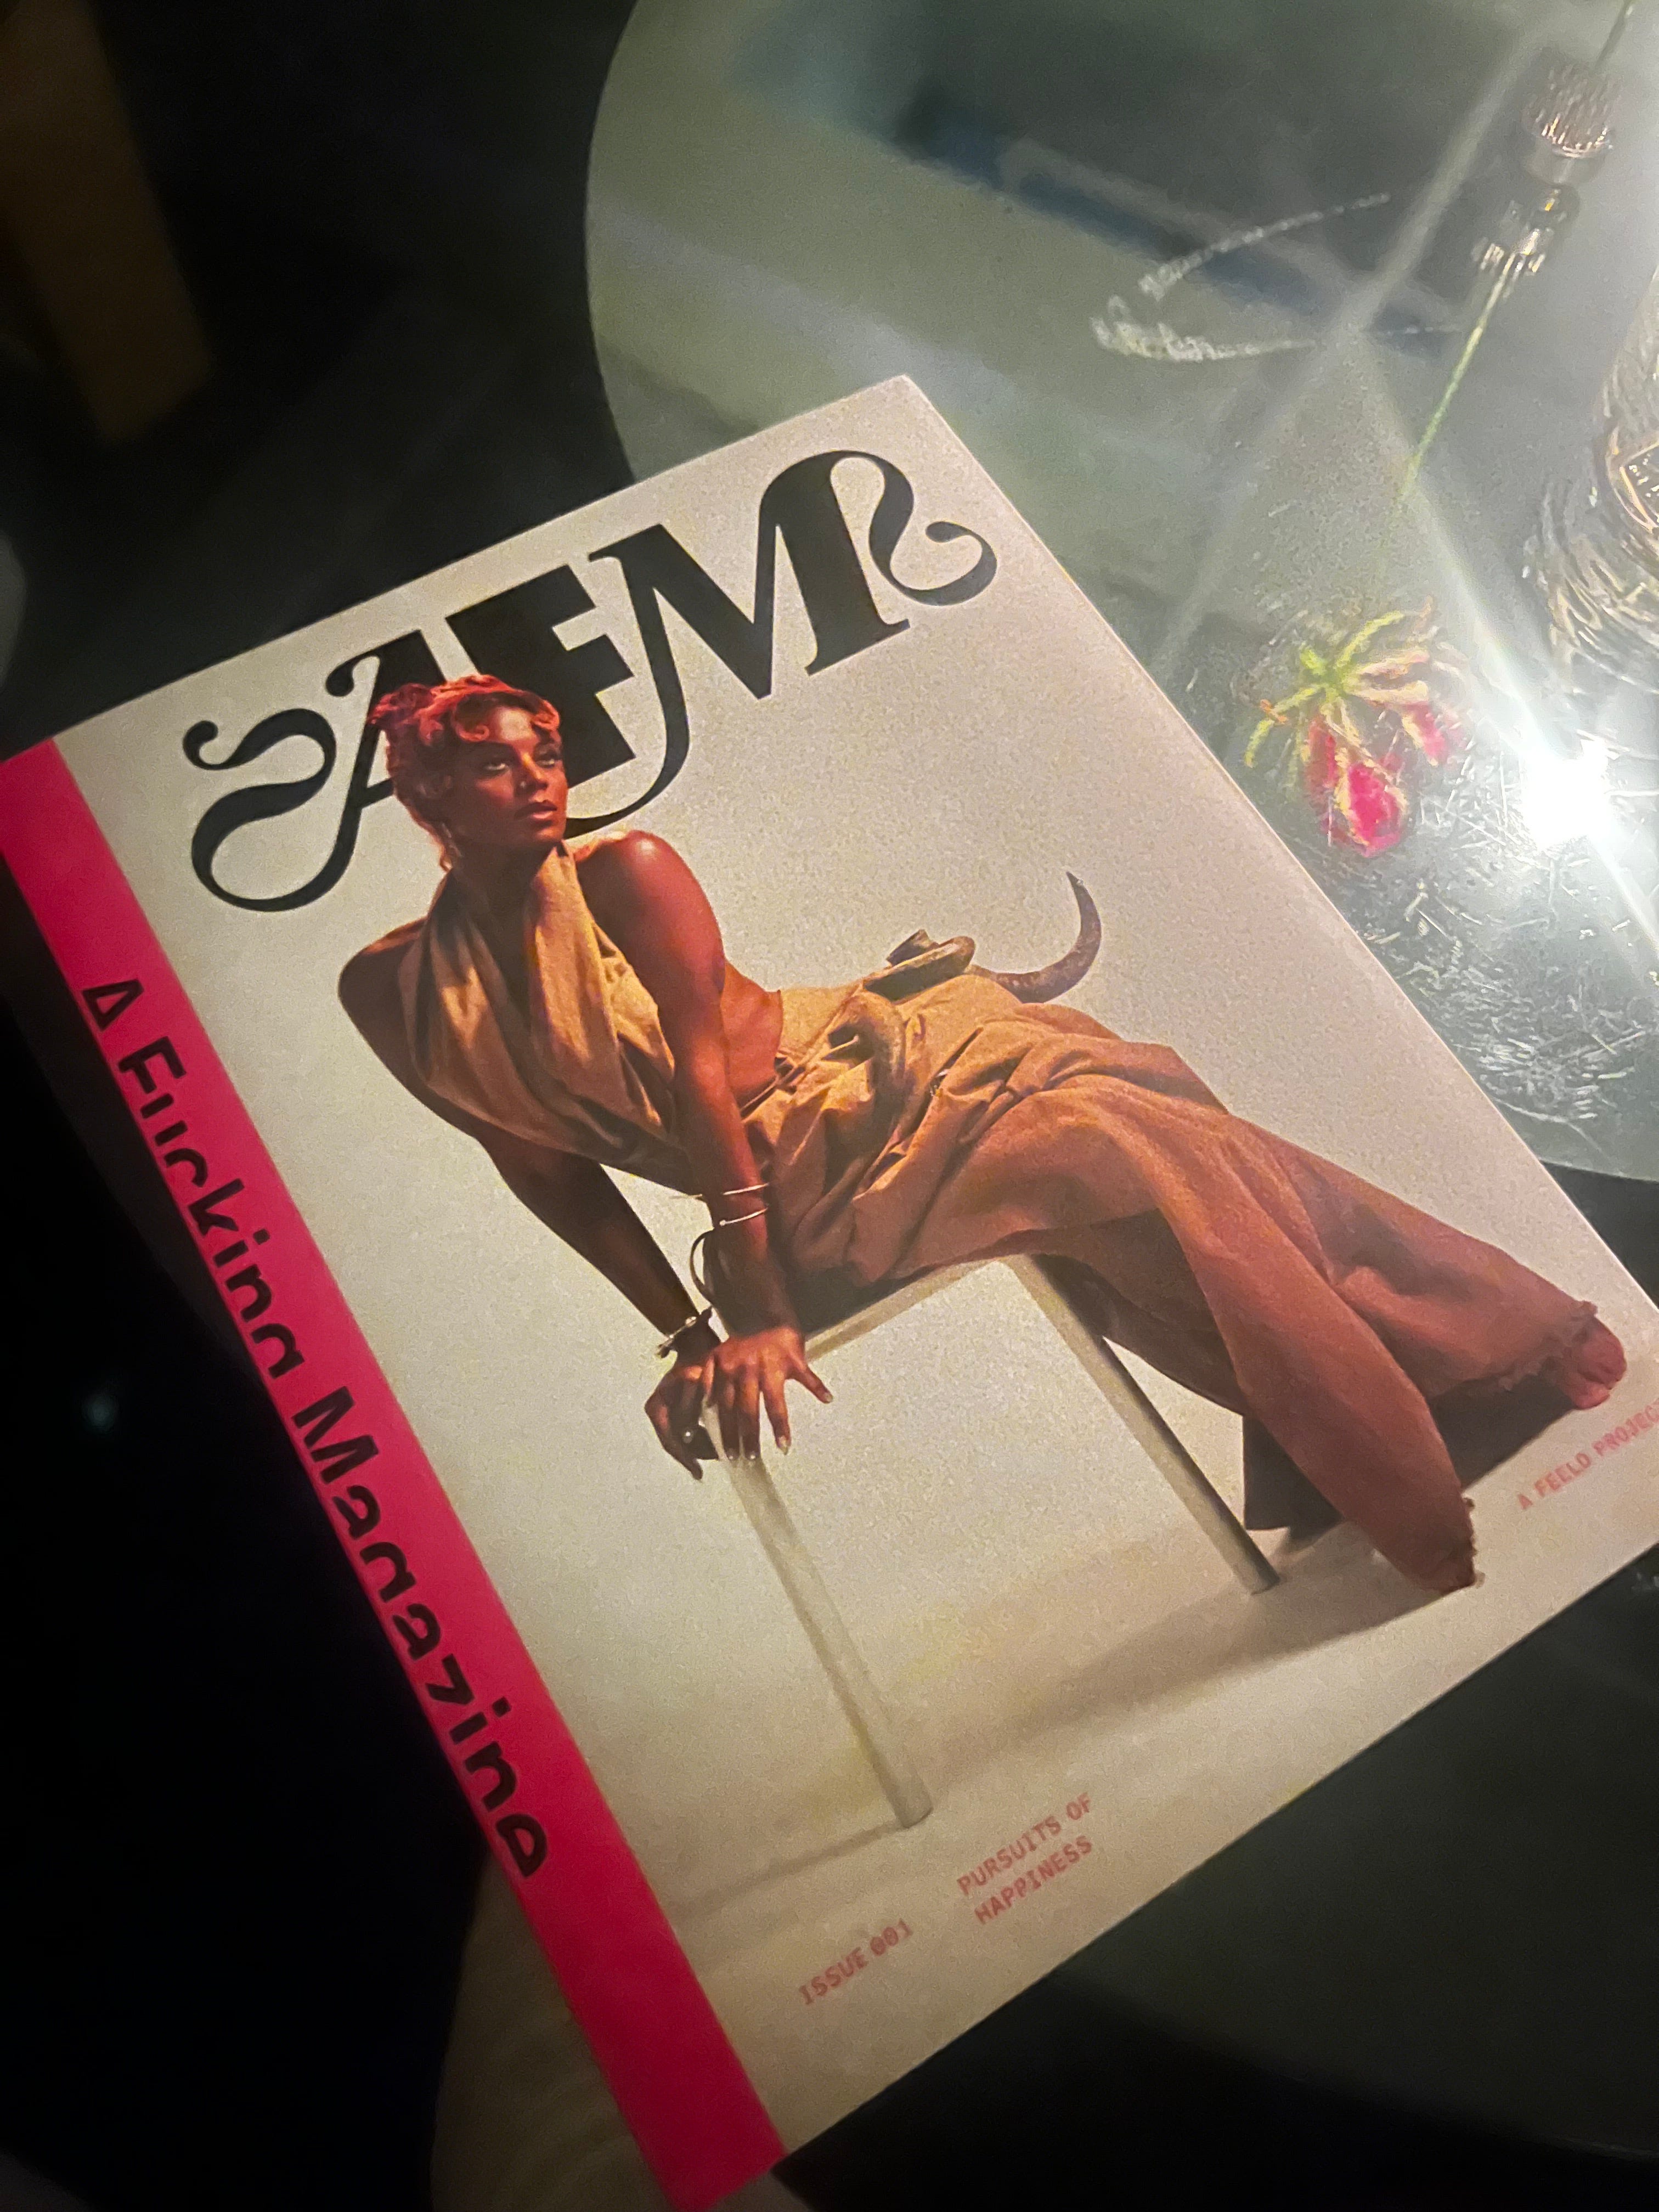 AFM
A Fucking Magazine
A FEELD PROJECT
PURSUITS OF
HAPPINESS
ISSUE 001